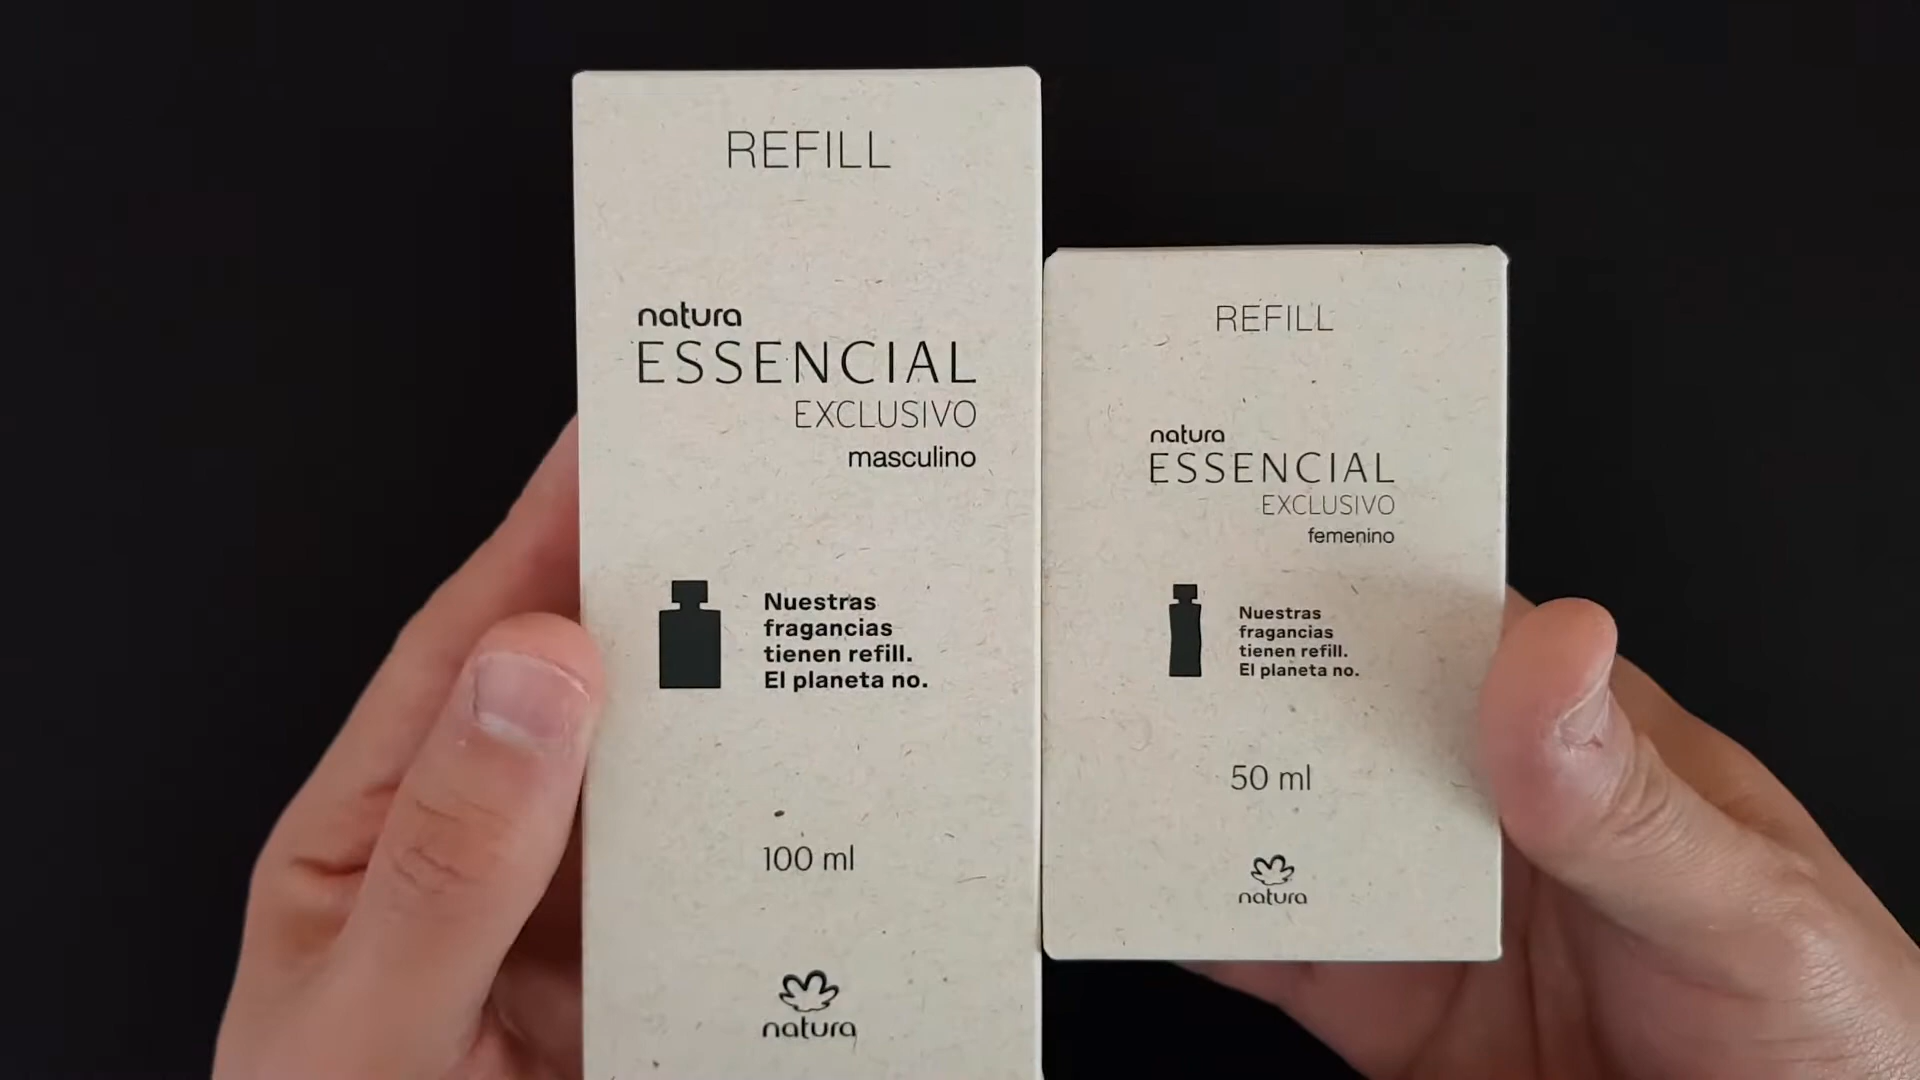 REFILL
natura
ESSENCIAL
EXCLUSIVO
masculino
Nuestras
fragancias
tienen refill.
El planeta no.
100 ml
natura
REFILL
natura
ESSENCIAL
EXCLUSIVO
femenino
Nuestras
fragancias
tienen refill.
El planeta no.
50 ml
natura